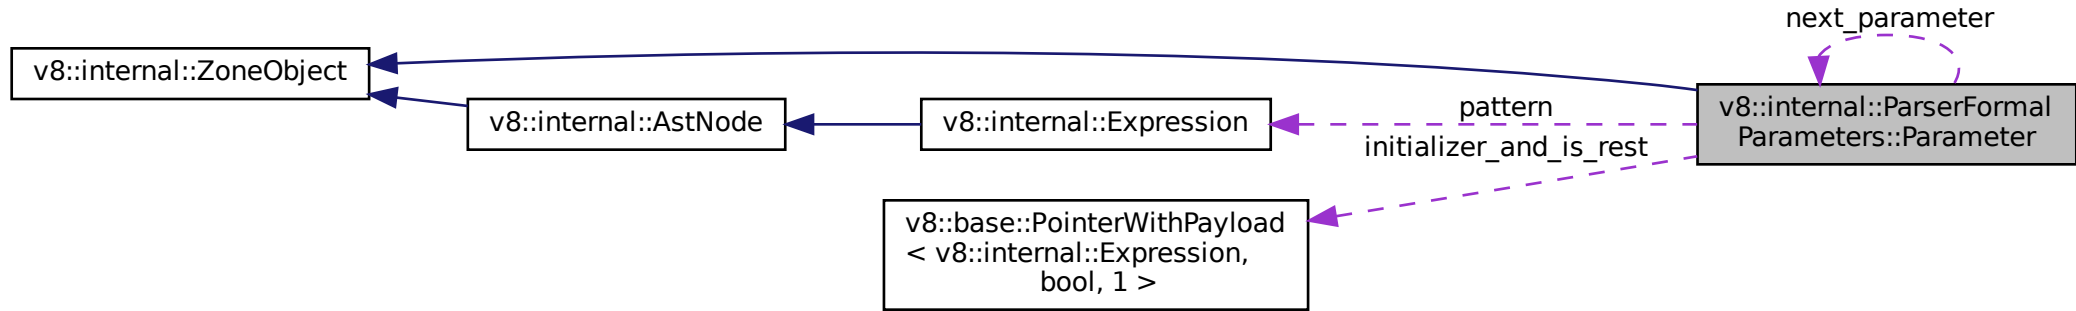 next_parameter
v8::internal::ZoneObject
v8::internal::AstNode
v8::internal::Expression
pattern
initializer_and_is_rest
v8::internal::ParserFormal
Parameters::Parameter
v8::base::PointerWithPayload
< v8::internal::Expression,
bool, 1 >